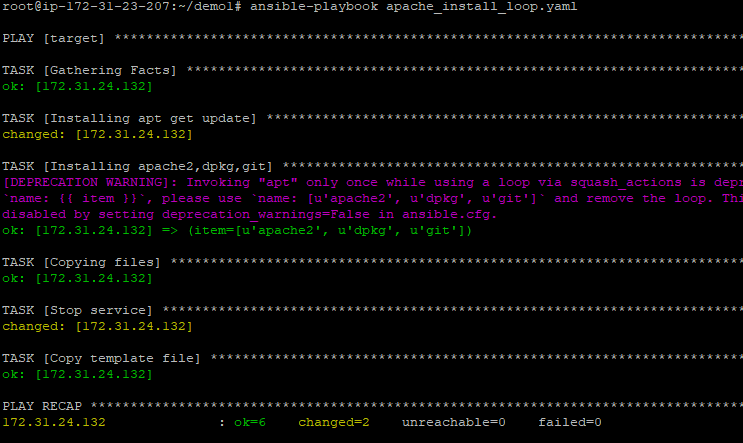 root@ip-172-31-23-207:~/demo1# ansible-playbook apache_install_loop.yaml
PLAY [target] *******************************************************************************
TASK [Gathering Facts] **********************************************************************
ok: [172.31.24.132]
TASK [Installing apt get update] ************************************************************
changed: [172.31.24.132]
TASK [Installing apache2,dpkg,git] **********************************************************
[DEPRECATION WARNING]: Invoking "apt" only once while using a loop via squash_actions is depr
`name: {{ item }}`, please use `name: [u'apache2', u'dpkg', u'git']` and remove the loop. Thi
disabled by setting deprecation_warnings=False in ansible.cfg.
ok: [172.31.24.132] => (item=[u'apache2', u'dpkg', u'git'])
TASK [Copying files] ************************************************************************
ok: [172.31.24.132]
TASK [Stop service] *************************************************************************
changed: [172.31.24.132]
TASK [Copy template file] *******************************************************************
ok: [172.31.24.132]
PLAY RECAP **********************************************************************************
172.31.24.132 : ok=6 changed=2 unreachable=0 failed=0